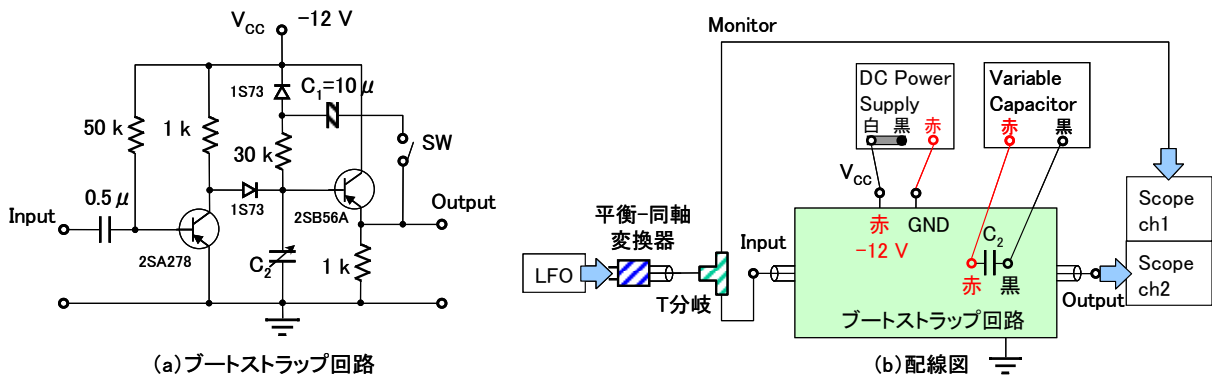 V_CC -12 V
1S73
C₁=10 μ
50 k
1 k
30 k
SW
0.5 μ
Input
1S73
2SB56A
Output
2SA278
C₂
1 k
(a)ブートストラップ回路
Monitor
DC Power
Supply
白 黒 赤
Variable
Capacitor
赤 黒
V_CC
Scope
ch1
平衡-同軸
変換器
Input
赤
GND
-12 V
C₂
赤 黒
LFO
T分岐
Scope
ch2
Output
ブートストラップ回路
(b)配線図